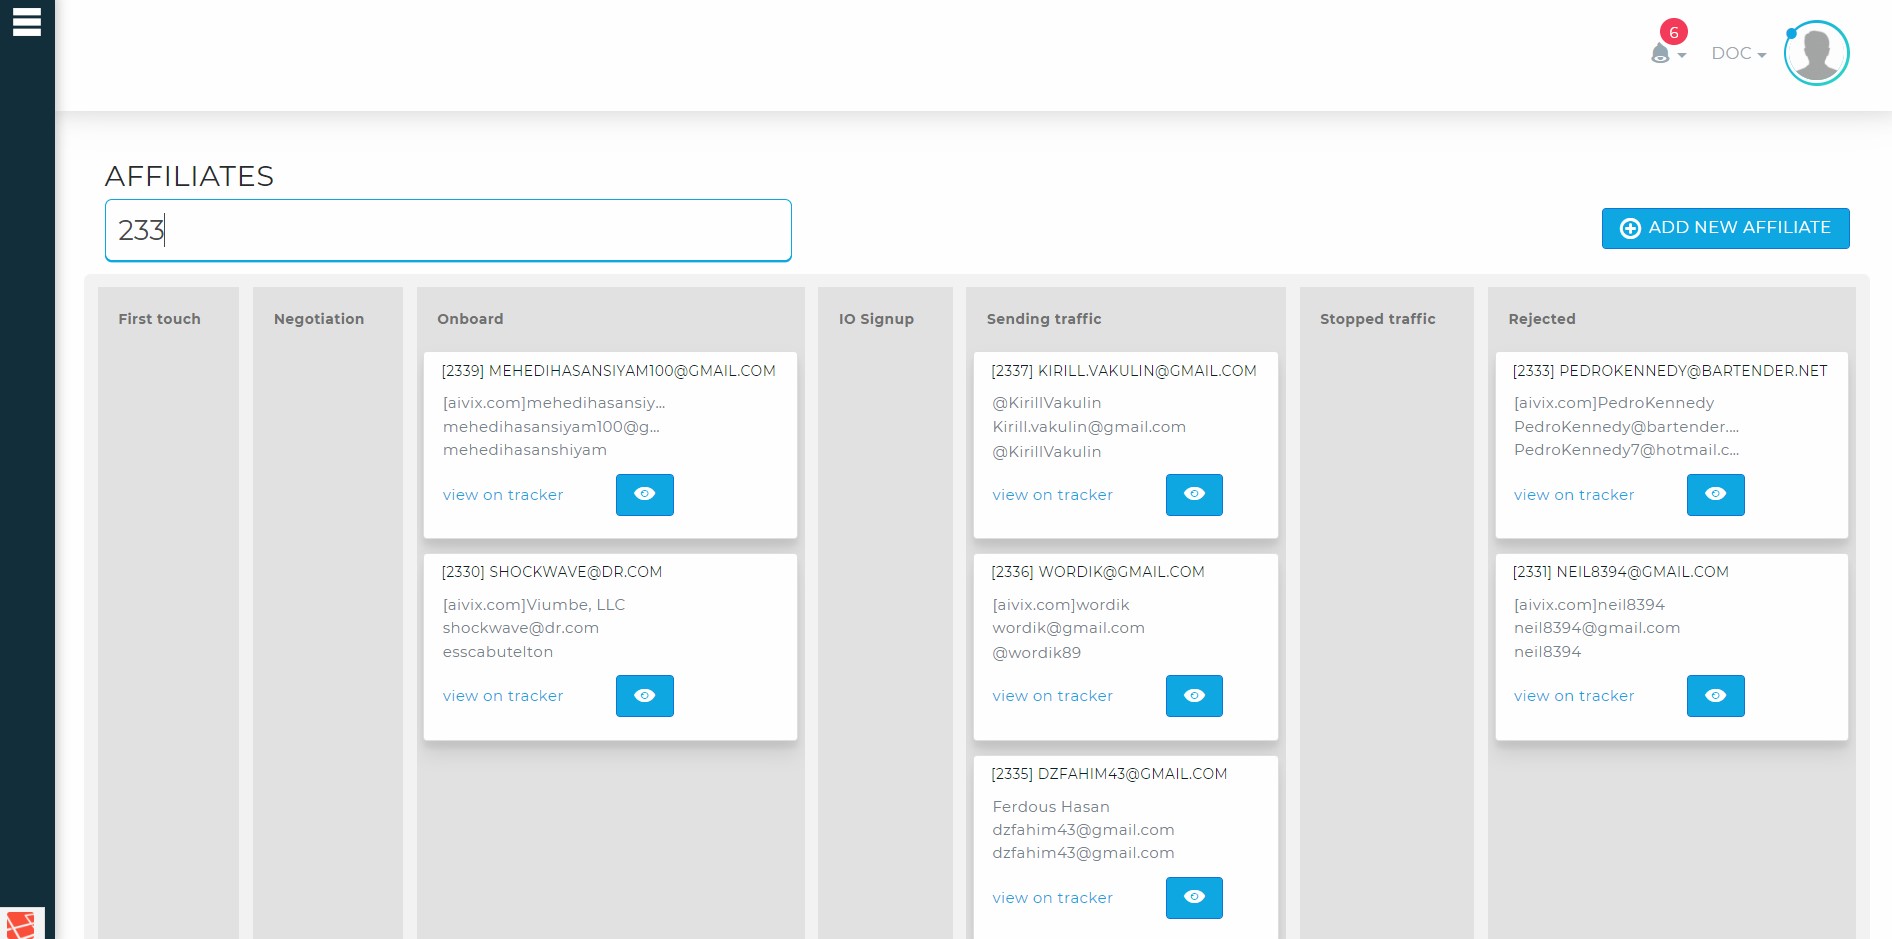 6
DOC
AFFILIATES
233
ADD NEW AFFILIATE
First touch
Negotiation
Onboard
[2339] MEHEDIHASANSIYAM100@GMAIL.COM
[aivix.com]mehedihasansiy...
mehedihasansiyam100@g...
mehedihasanshiyam
view on tracker
[2330] SHOCKWAVE@DR.COM
[aivix.com]Viumbe, LLC
shockwave@dr.com
esscabutelton
view on tracker
IO Signup
Sending traffic
[2337] KIRILL.VAKULIN@GMAIL.COM
@KirillVakulin
Kirill.vakulin@gmail.com
@KirillVakulin
view on tracker
[2336] WORDIK@GMAIL.COM
[aivix.com]wordik
wordik@gmail.com
@wordik89
view on tracker
[2335] DZFAHIM43@GMAIL.COM
Ferdous Hasan
dzfahim43@gmail.com
dzfahim43@gmail.com
view on tracker
Stopped traffic
Rejected
[2333] PEDROKENNEDY@BARTENDER.NET
[aivix.com]PedroKennedy
PedroKennedy@bartender....
PedroKennedy7@hotmail.c...
view on tracker
[2331] NEIL8394@GMAIL.COM
[aivix.com]neil8394
neil8394@gmail.com
neil8394
view on tracker